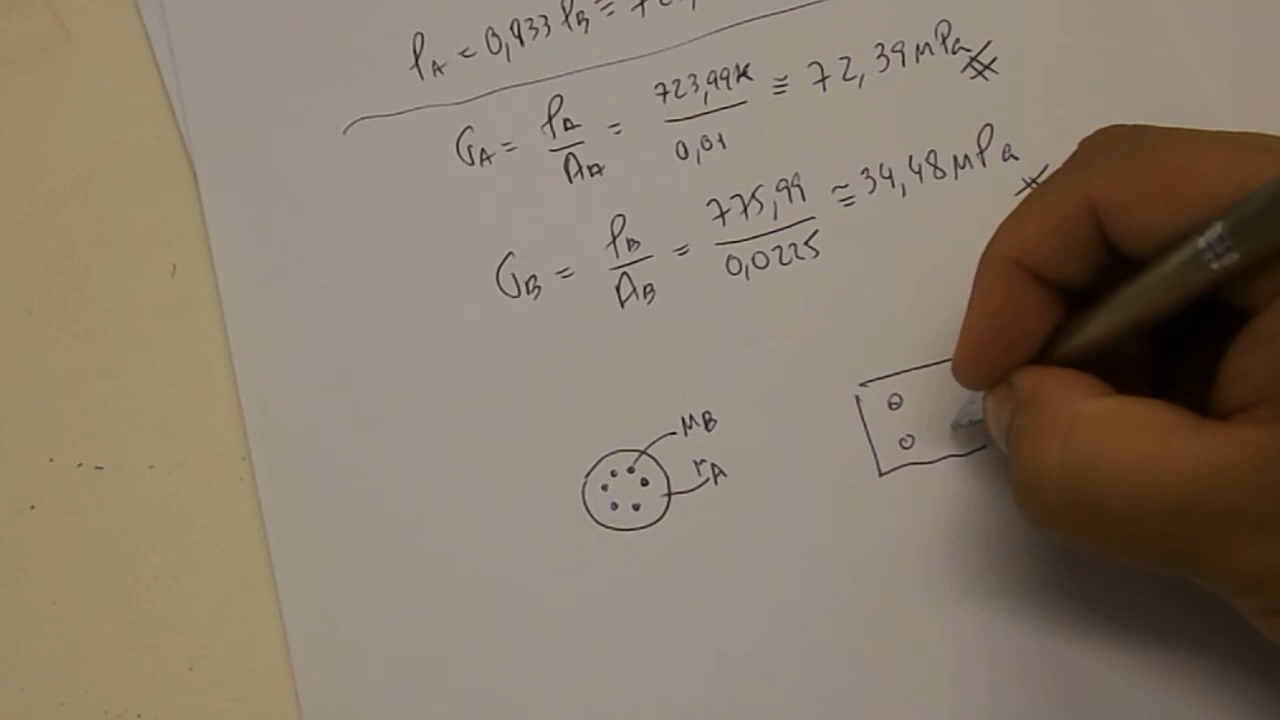 PA = 0,933 PB =
σA = PA / AA = 723,99K / 0,01 ≅ 72,39 MPa
σB = PB / AB = 775,99 / 0,0225 ≅ 34,48 MPa
MB
MA